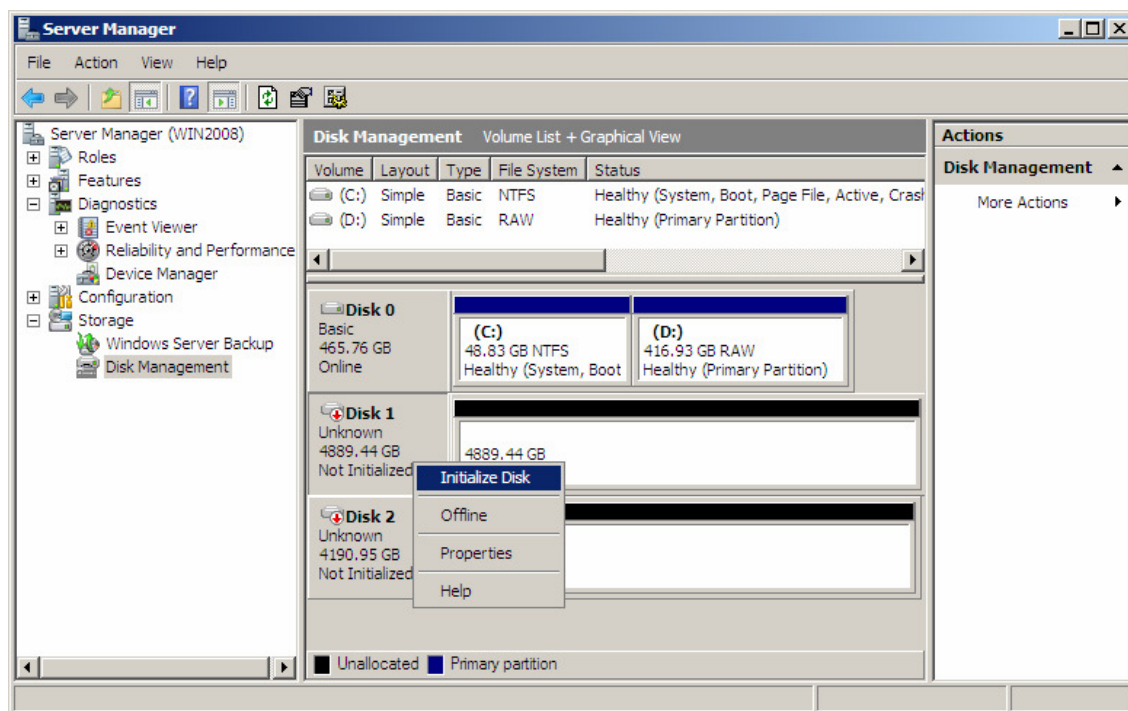 Server Manager
File Action View Help
Server Manager (WIN2008)
Roles
Features
Diagnostics
Event Viewer
Reliability and Performance
Device Manager
Configuration
Storage
Windows Server Backup
Disk Management
Disk Management Volume List + Graphical View
Volume Layout Type File System Status
(C:) Simple Basic NTFS Healthy (System, Boot, Page File, Active, Crash
(D:) Simple Basic RAW Healthy (Primary Partition)
Disk 0
Basic
465.76 GB
Online
(C:)
48.83 GB NTFS
Healthy (System, Boot
(D:)
416.93 GB RAW
Healthy (Primary Partition)
Disk 1
Unknown
4889.44 GB
Not Initialized
4889.44 GB
Initialize Disk
Offline
Properties
Help
Disk 2
Unknown
4190.95 GB
Not Initialized
Unallocated Primary partition
Actions
Disk Management
More Actions